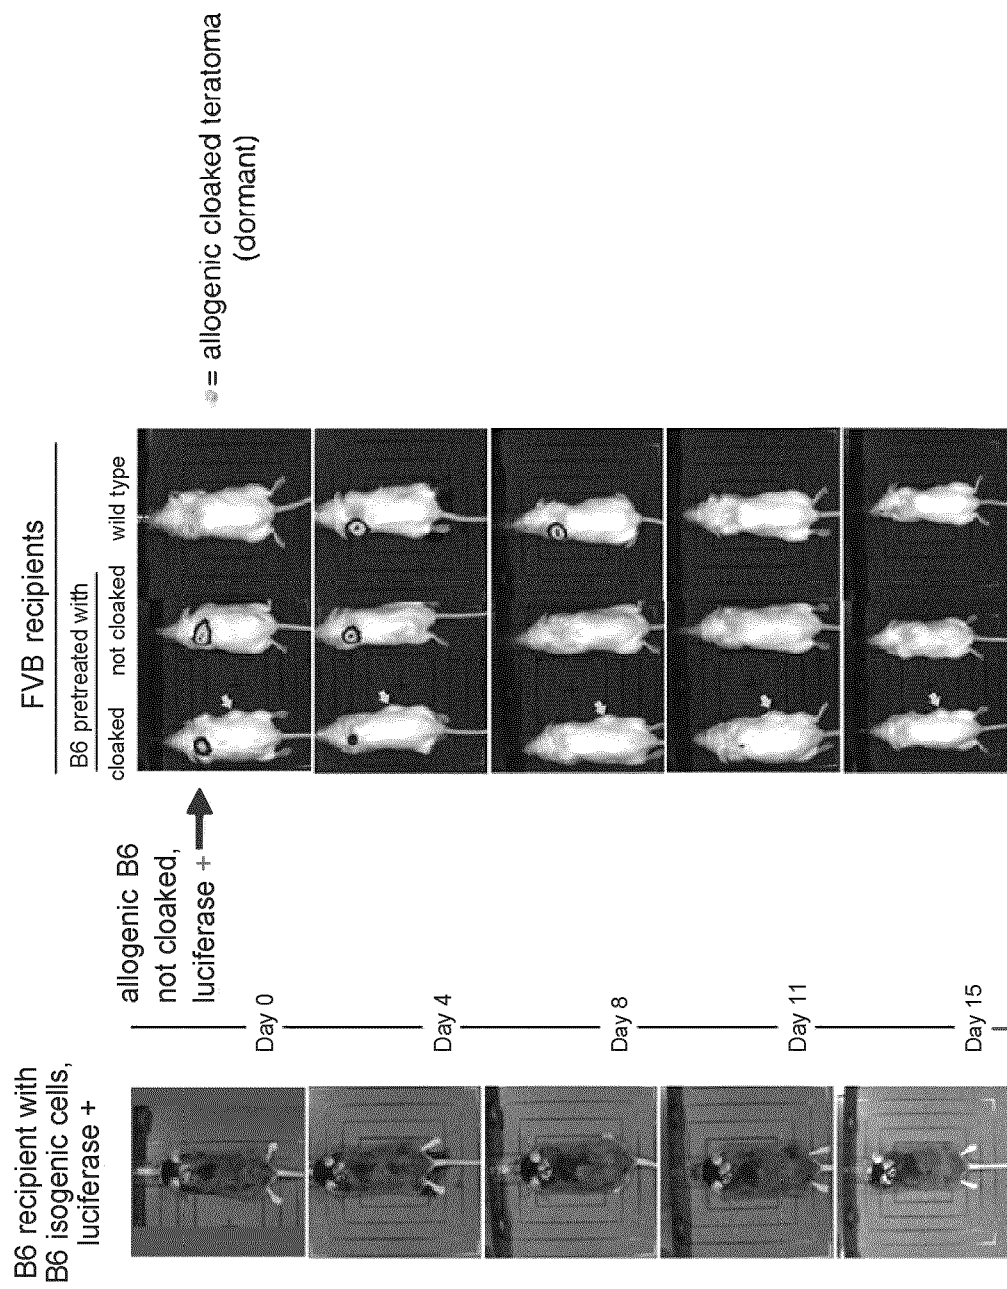 B6 recipient with
B6 isogenic cells,
luciferase +
Day 0
Day 4
Day 8
Day 11
Day 15
allogenic B6
not cloaked,
luciferase +
FVB recipients
B6 pretreated with
cloaked
not cloaked
wild type
= allogenic cloaked teratoma
(dormant)